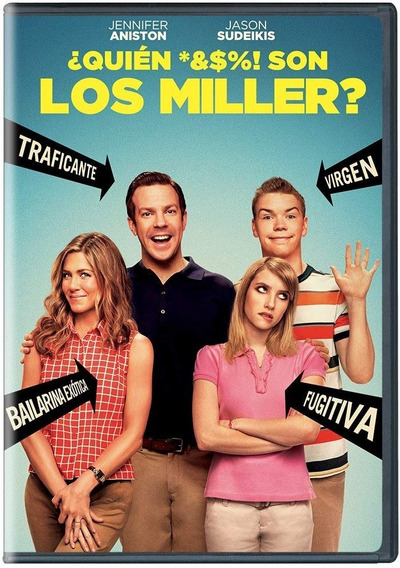 JENNIFER JASON
ANISTON SUDEIKIS
¿QUIÉN *&$%! SON
LOS MILLER?
TRAFICANTE
VIRGEN
BAILARINA EXÓTICA
FUGITIVA